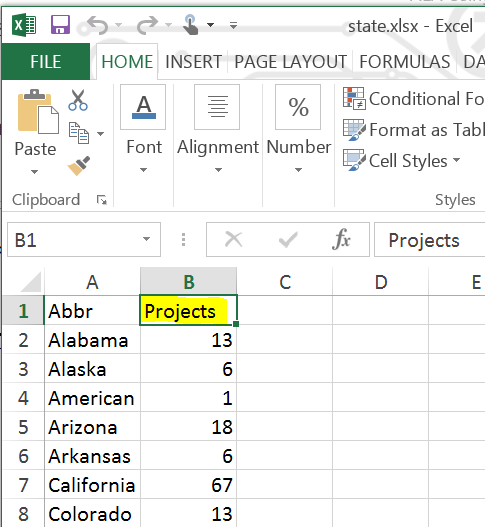 state.xlsx - Excel
FILE HOME INSERT PAGE LAYOUT FORMULAS DA
Paste
Font
Alignment
%
Number
Conditional Fo
Format as Tabl
Cell Styles
Clipboard
Styles
B1
fx
Projects
A B C D E
1 Abbr Projects
2 Alabama 13
3 Alaska 6
4 American 1
5 Arizona 18
6 Arkansas 6
7 California 67
8 Colorado 13